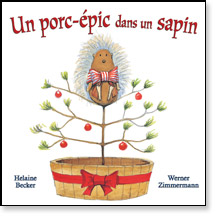 Un porc-épic dans un sapin
Helaine Becker
Werner Zimmermann